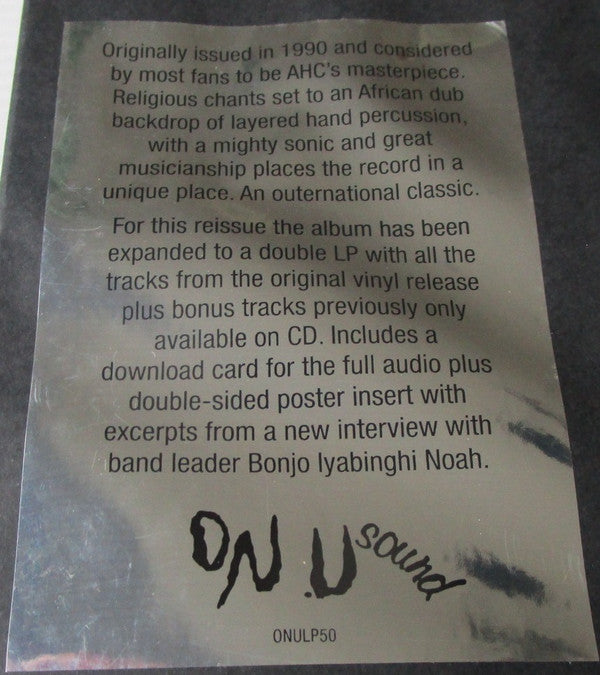 Originally issued in 1990 and considered
by most fans to be AHC's masterpiece.
Religious chants set to an African dub
backdrop of layered hand percussion,
with a mighty sonic and great
musicianship places the record in a
unique place. An outernational classic.
For this reissue the album has been
expanded to a double LP with all the
tracks from the original vinyl release
plus bonus tracks previously only
available on CD. Includes a
download card for the full audio plus
double-sided poster insert with
excerpts from a new interview with
band leader Bonjo Iyabinghi Noah.
ON.U sound
ONULP50